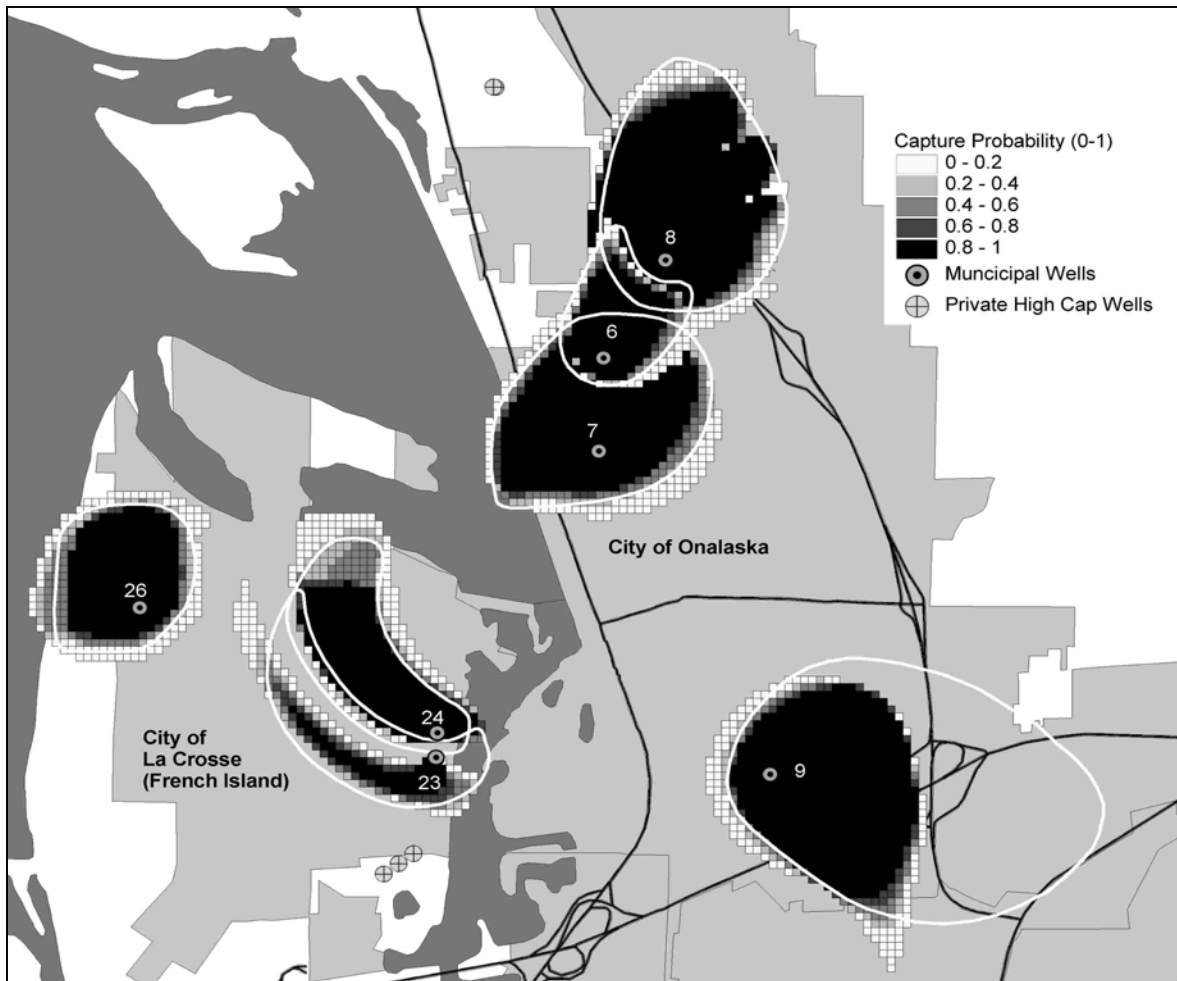 Capture Probability (0-1)
0 - 0.2
0.2 - 0.4
0.4 - 0.6
0.6 - 0.8
0.8 - 1
Muncicipal Wells
Private High Cap Wells
8
6
7
City of Onalaska
26
24
City of
La Crosse
(French Island)
23
9